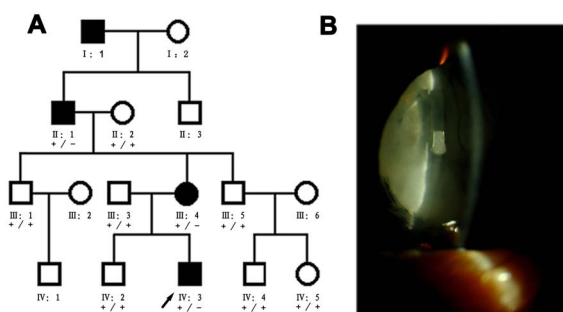 A
B
I: 1
I: 2
II: 1
+ / -
II: 2
+ / +
II: 3
III: 1
+ / +
III: 2
III: 3
+ / +
III: 4
+ / -
III: 5
+ / +
III: 6
IV: 1
IV: 2
+ / +
IV: 3
+ / -
IV: 4
+ / +
IV: 5
+ / +